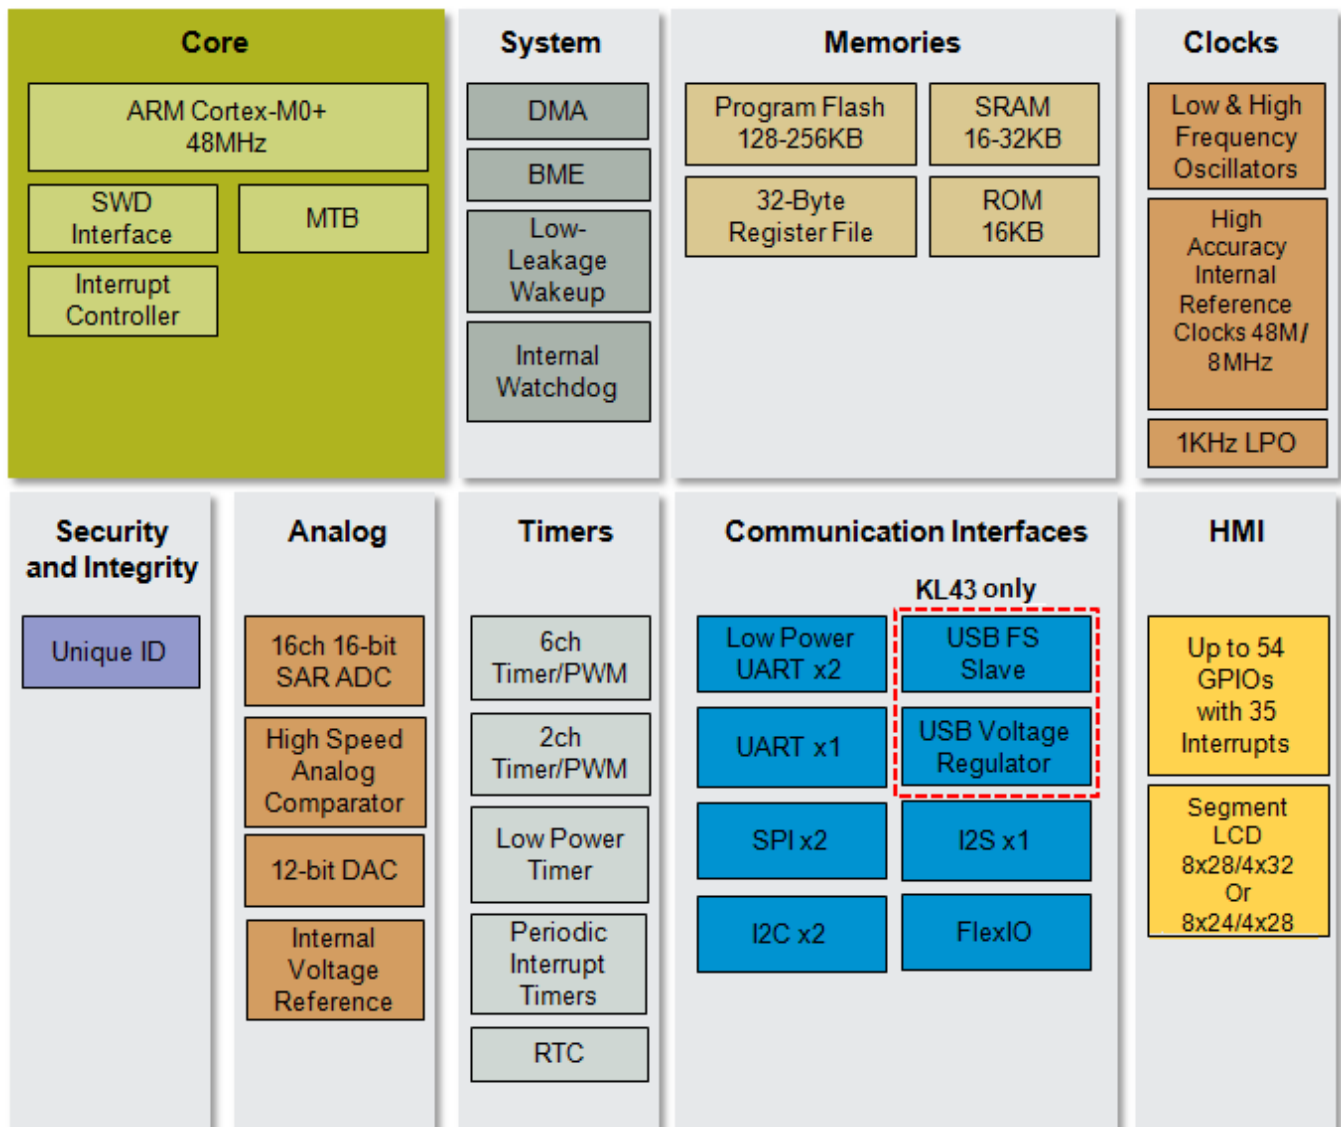 Core
ARM Cortex-M0+
48MHz
SWD
Interface
MTB
Interrupt
Controller
System
DMA
BME
Low-
Leakage
Wakeup
Internal
Watchdog
Memories
Program Flash
128-256KB
SRAM
16-32KB
32-Byte
Register File
ROM
16KB
Clocks
Low & High
Frequency
Oscillators
High
Accuracy
Internal
Reference
Clocks 48M/
8MHz
1KHz LPO
Security
and Integrity
Unique ID
Analog
16ch 16-bit
SAR ADC
High Speed
Analog
Comparator
12-bit DAC
Internal
Voltage
Reference
Timers
6ch
Timer/PWM
2ch
Timer/PWM
Low Power
Timer
Periodic
Interrupt
Timers
RTC
Communication Interfaces
KL43 only
Low Power
UART x2
USB FS
Slave
UART x1
USB Voltage
Regulator
SPI x2
I2S x1
I2C x2
FlexIO
HMI
Up to 54
GPIOs
with 35
Interrupts
Segment
LCD
8x28/4x32
Or
8x24/4x28